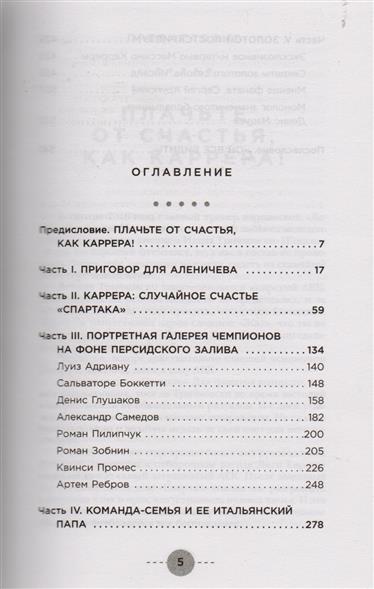 ОГЛАВЛЕНИЕ
Предисловие. ПЛАЧЬТЕ ОТ СЧАСТЬЯ,
КАК КАРРЕРА! 7
Часть I. ПРИГОВОР ДЛЯ АЛЕНИЧЕВА 17
Часть II. КАРРЕРА: СЛУЧАЙНОЕ СЧАСТЬЕ
«СПАРТАКА» 59
Часть III. ПОРТРЕТНАЯ ГАЛЕРЕЯ ЧЕМПИОНОВ
НА ФОНЕ ПЕРСИДСКОГО ЗАЛИВА 134
Луиз Адриану 140
Сальваторе Боккетти 148
Денис Глушаков 158
Александр Самедов 182
Роман Пилипчук 200
Роман Зобнин 205
Квинси Промес 226
Артем Ребров 248
Часть IV. КОМАНДА-СЕМЬЯ И ЕЕ ИТАЛЬЯНСКИЙ
ПАПА 278
5